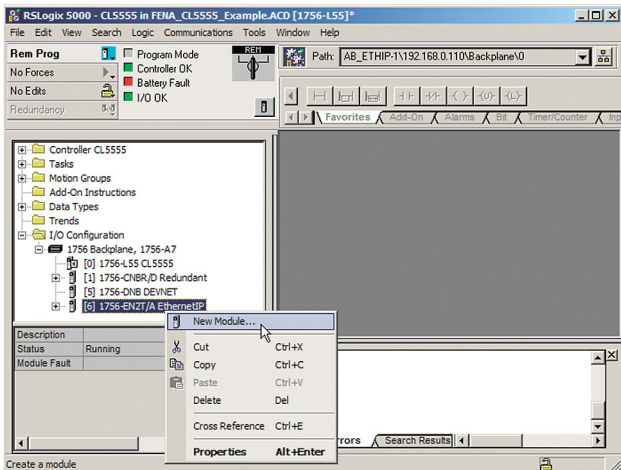 RSLogix 5000 - CL5555 in FENA_CL5555_Example.ACD [1756-L55]*
File Edit View Search Logic Communications Tools Window Help
Rem Prog
No Forces
No Edits
Redundancy
Program Mode
Controller OK
Battery Fault
I/O OK
REM
Path: AB_ETHIP-1\192.168.0.110\Backplane\0
Favorites Add-On Alarms Bit Timer/Counter
Controller CL5555
Tasks
Motion Groups
Add-On Instructions
Data Types
Trends
I/O Configuration
1756 Backplane, 1756-A7
[0] 1756-L55 CL5555
[1] 1756-CNBR/D Redundant
[5] 1756-DNB DEVNET
[6] 1756-EN2T/A EthernetIP
New Module...
Cut Ctrl+X
Copy Ctrl+C
Paste Ctrl+V
Delete Del
Cross Reference Ctrl+E
Properties Alt+Enter
Description
Status Running
Module Fault
rrors Search Results
Create a module